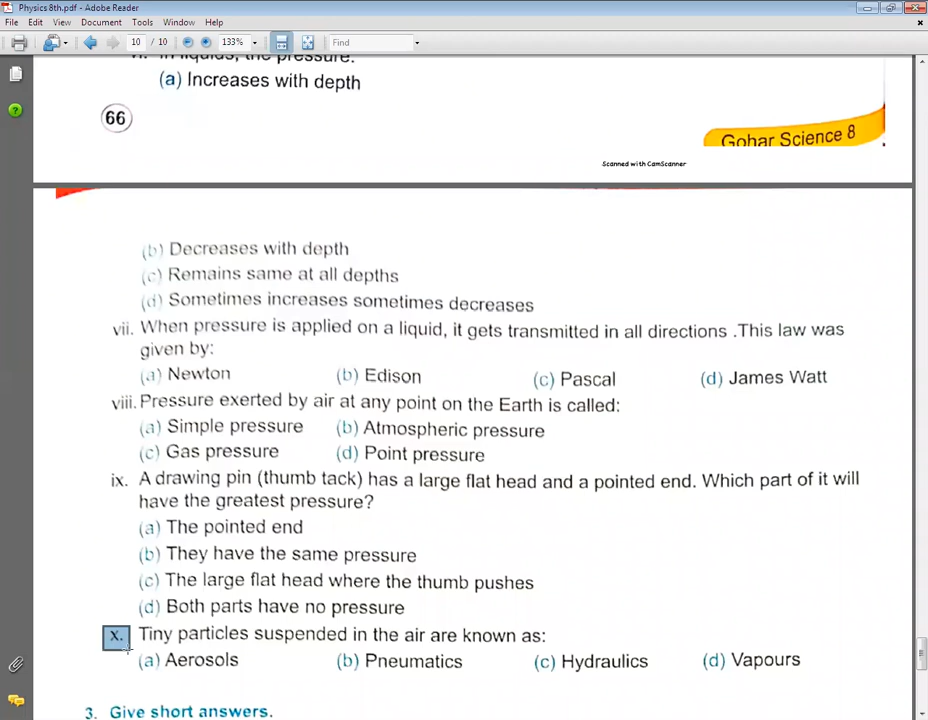 Physics 8th.pdf - Adobe Reader
File Edit View Document Tools Window Help
10 / 10 133% Find
vi. In liquids, the pressure:
(a) Increases with depth
66
Gohar Science 8
Scanned with CamScanner
(b) Decreases with depth
(c) Remains same at all depths
(d) Sometimes increases sometimes decreases
vii. When pressure is applied on a liquid, it gets transmitted in all directions .This law was
given by:
(a) Newton (b) Edison (c) Pascal (d) James Watt
viii. Pressure exerted by air at any point on the Earth is called:
(a) Simple pressure (b) Atmospheric pressure
(c) Gas pressure (d) Point pressure
ix. A drawing pin (thumb tack) has a large flat head and a pointed end. Which part of it will
have the greatest pressure?
(a) The pointed end
(b) They have the same pressure
(c) The large flat head where the thumb pushes
(d) Both parts have no pressure
x. Tiny particles suspended in the air are known as:
(a) Aerosols (b) Pneumatics (c) Hydraulics (d) Vapours
3. Give short answers.